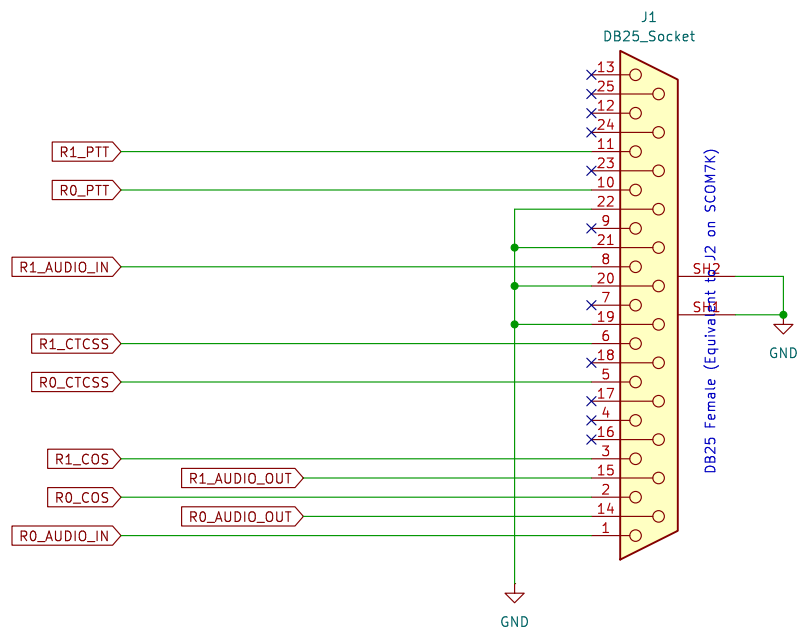 J1
DB25_Socket
13
25
12
24
R1_PTT
11
23
R0_PTT
10
22
9
21
R1_AUDIO_IN
8
SH2
20
7
SH1
19
GND
R1_CTCSS
6
18
R0_CTCSS
5
17
4
16
R1_COS
3
R1_AUDIO_OUT
15
R0_COS
2
R0_AUDIO_OUT
14
R0_AUDIO_IN
1
DB25 Female (Equivalent to J2 on SCOM7K)
GND